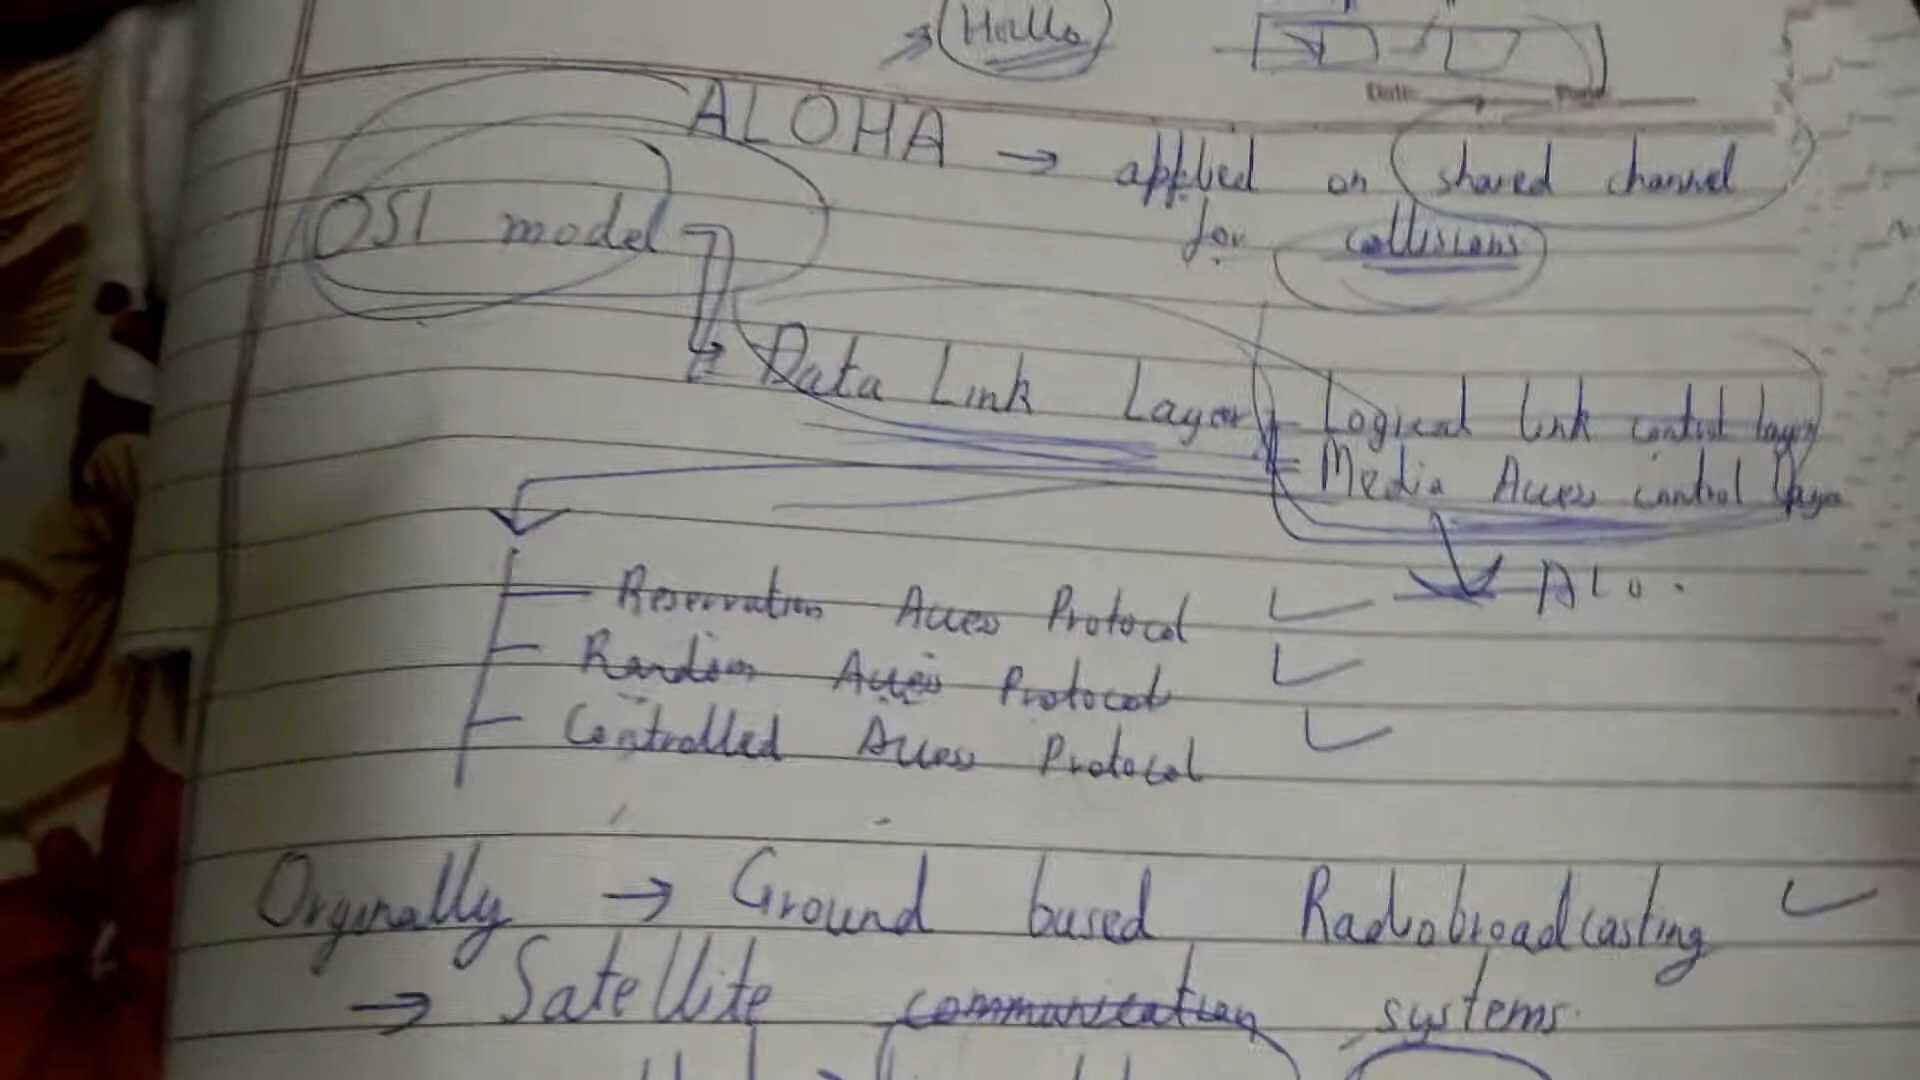 Hello
Date
ALOHA → applied on shared channel
for collisions
OSI model
Data Link Layer
Logical link control layer
Media Access control layer
ALO.
Reservation Access Protocol
Random Access Protocol
Controlled Access Protocol
Orginally → Ground based Radiobroadcasting
→ Satellite communication systems.